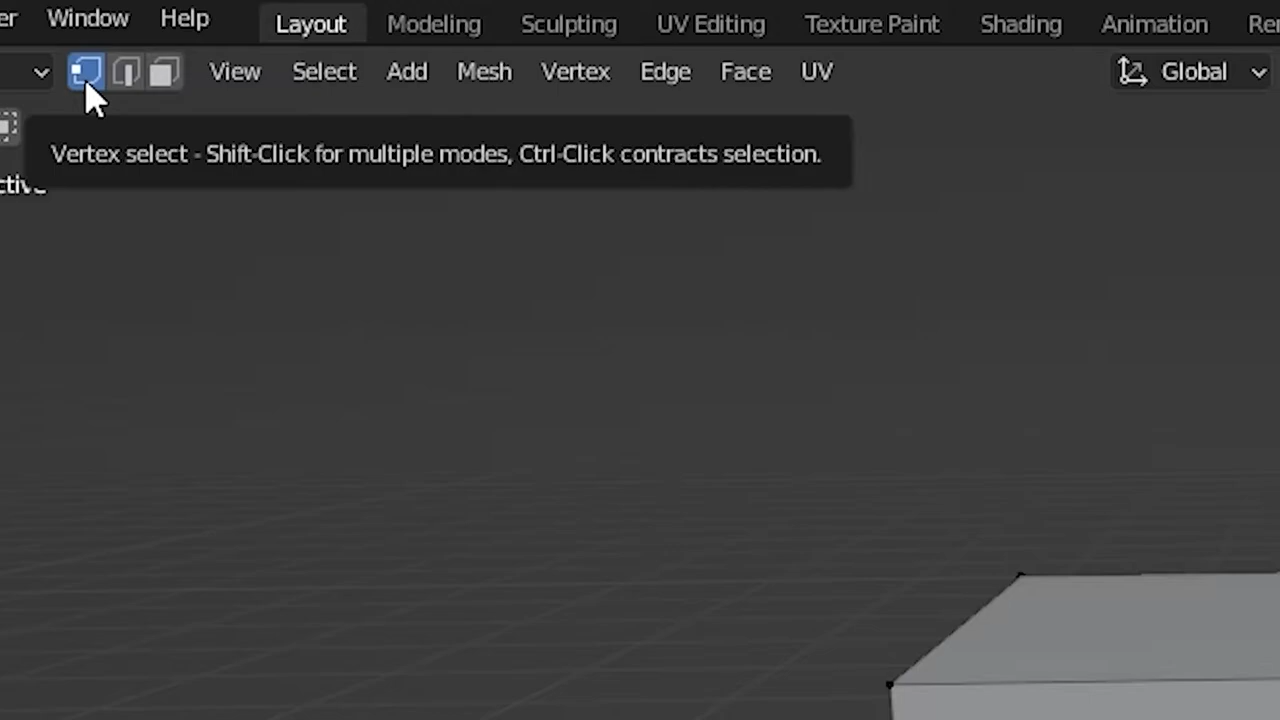 er Window Help Layout Modeling Sculpting UV Editing Texture Paint Shading Animation Re
View Select Add Mesh Vertex Edge Face UV Global
Vertex select - Shift-Click for multiple modes, Ctrl-Click contracts selection.
ctive